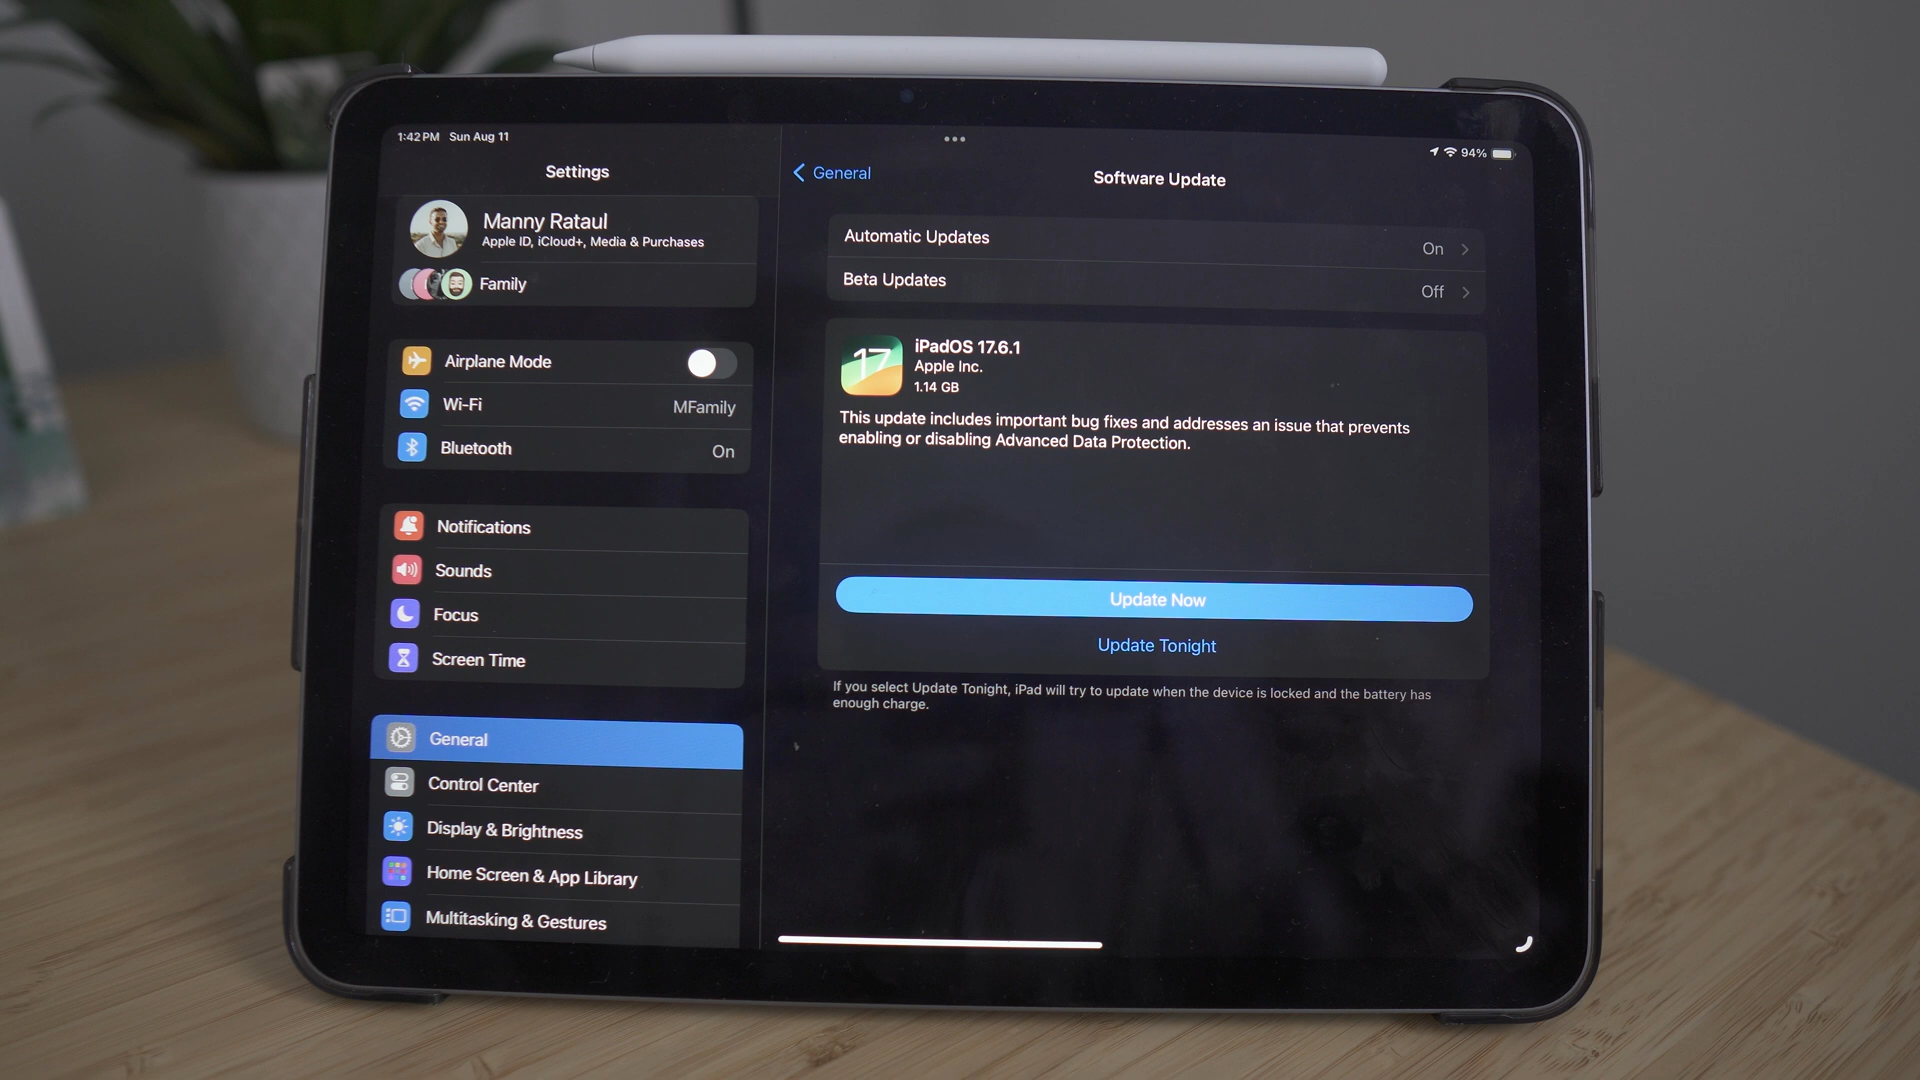 1:42 PM Sun Aug 11
94%
Settings
Manny Rataul
Apple ID, iCloud+, Media & Purchases
Family
Airplane Mode
Wi-Fi MFamily
Bluetooth On
Notifications
Sounds
Focus
Screen Time
General
Control Center
Display & Brightness
Home Screen & App Library
Multitasking & Gestures
General
Software Update
Automatic Updates On
Beta Updates Off
17
iPadOS 17.6.1
Apple Inc.
1.14 GB
This update includes important bug fixes and addresses an issue that prevents
enabling or disabling Advanced Data Protection.
Update Now
Update Tonight
If you select Update Tonight, iPad will try to update when the device is locked and the battery has
enough charge.